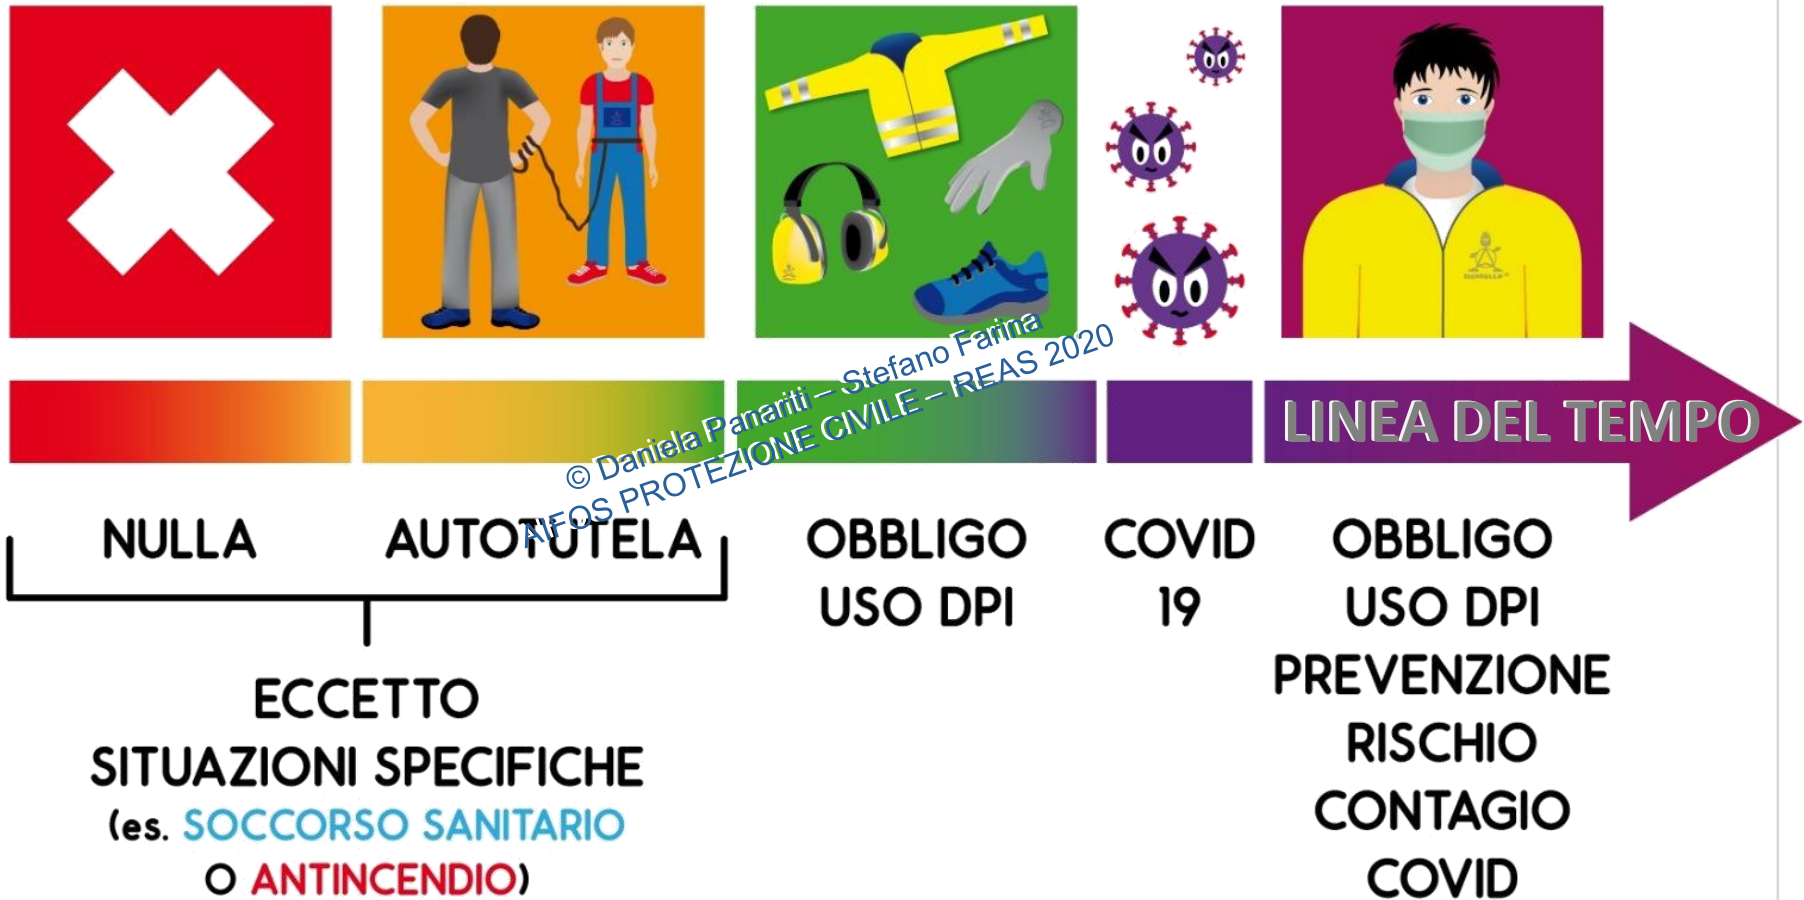 © Daniela Panariti – Stefano Farina
AIFOS PROTEZIONE CIVILE – REAS 2020
LINEA DEL TEMPO
NULLA
AUTOTUTELA
ECCETTO
SITUAZIONI SPECIFICHE
(es. SOCCORSO SANITARIO
O ANTINCENDIO)
OBBLIGO
USO DPI
COVID
19
OBBLIGO
USO DPI
PREVENZIONE
RISCHIO
CONTAGIO
COVID